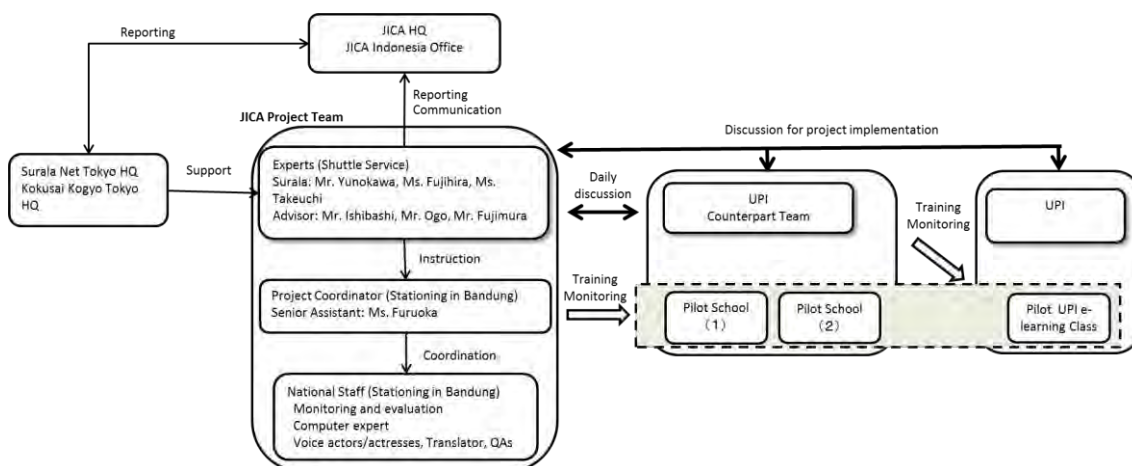 Reporting
JICA HQ
JICA Indonesia Office
Reporting
Communication
JICA Project Team
Discussion for project implementation
Surala Net Tokyo HQ
Kokusai Kogyo Tokyo
HQ
Support
Experts (Shuttle Service)
Surala: Mr. Yunokawa, Ms. Fujihira, Ms.
Takeuchi
Advisor: Mr. Ishibashi, Mr. Ogo, Mr. Fujimura
Daily
discussion
UPI
Counterpart Team
Training
Monitoring
UPI
Instruction
Project Coordinator (Stationing in Bandung)
Senior Assistant: Ms. Furuoka
Training
Monitoring
Pilot School
（1）
Pilot School
（2）
Pilot UPI e-
learning Class
Coordination
National Staff (Stationing in Bandung)
Monitoring and evaluation
Computer expert
Voice actors/actresses, Translator, QAs